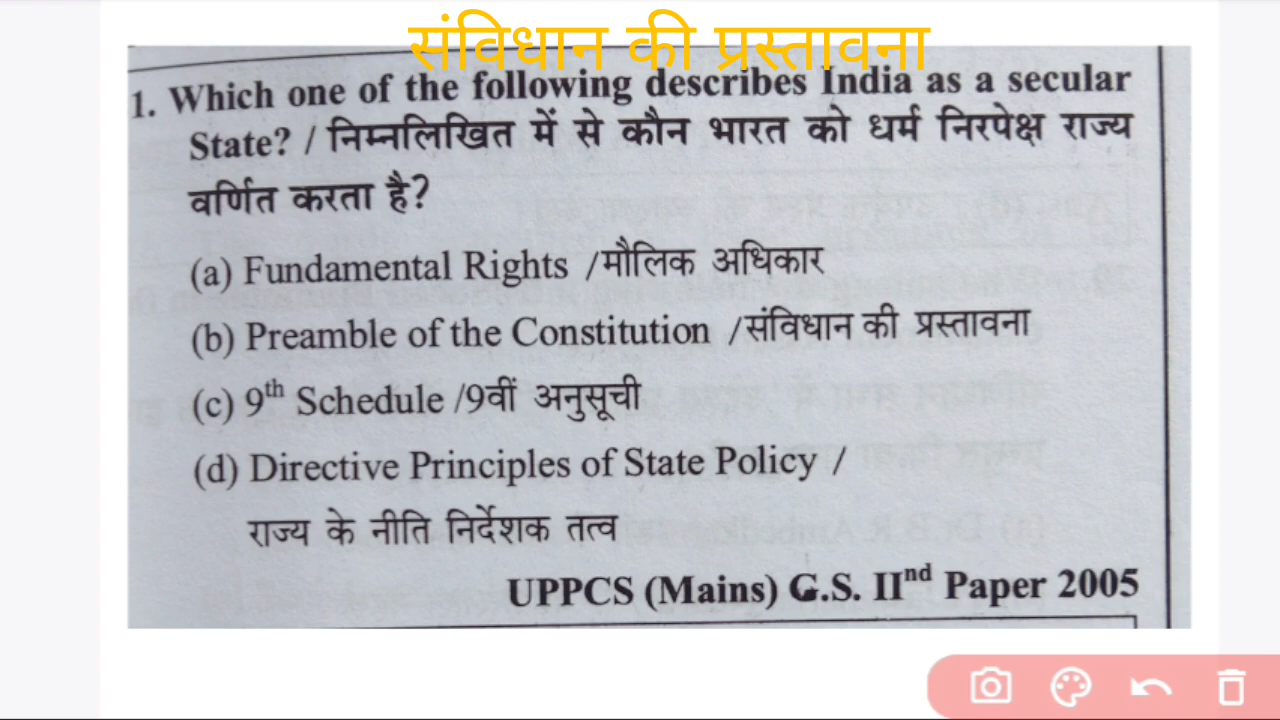 संविधान की प्रस्तावना
1. Which one of the following describes India as a secular
State? / निम्नलिखित में से कौन भारत को धर्म निरपेक्ष राज्य
वर्णित करता है?
(a) Fundamental Rights /मौलिक अधिकार
(b) Preamble of the Constitution /संविधान की प्रस्तावना
(c) 9th Schedule /9वीं अनुसूची
(d) Directive Principles of State Policy /
राज्य के नीति निर्देशक तत्व
UPPCS (Mains) G.S. IInd Paper 2005